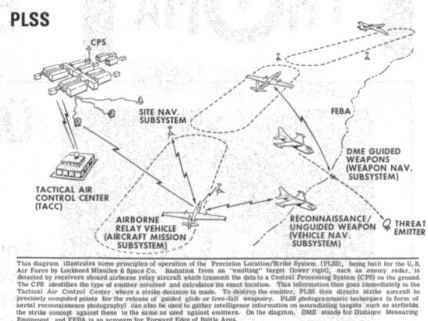 PLSS
CPS
SITE NAV.
SUBSYSTEM
FEBA
DME GUIDED
WEAPONS
(WEAPON NAV.
SUBSYSTEM)
TACTICAL AIR
CONTROL CENTER
(TACC)
AIRBORNE
RELAY VEHICLE
(AIRCRAFT MISSION
SUBSYSTEM)
RECONNAISSANCE/
UNGUIDED WEAPON
(VEHICLE NAV.
SUBSYSTEM)
THREAT
EMITTER
This diagram illustrates some principles of operation of the Precision Location/Strike System (PLSS), being built for the U. S.
Air Force by Lockheed Missiles & Space Co. Radiation from an "emitting" target (lower right), such as enemy radar, is
detected by receivers aboard airborne relay aircraft which transmit the data to a Central Processing System (CPS) on the ground.
The CPS identifies the type of emitter involved and calculates its exact location. This information then goes immediately to the
Tactical Air Control Center where a strike decision is made. To destroy the emitter, PLSS then directs strike aircraft to
precisely computed points for the release of guided glide or free-fall weaponry. PLSS photogrammetric techniques (a form of
aerial reconnaissance photography) can also be used to gather intelligence information on nonradiating targets such as airfields;
the strike concept against these is the same as used against emitters. On the diagram, DME stands for Distance Measuring
Equipment, and FEBA is an acronym for Forward Edge of Battle Area.